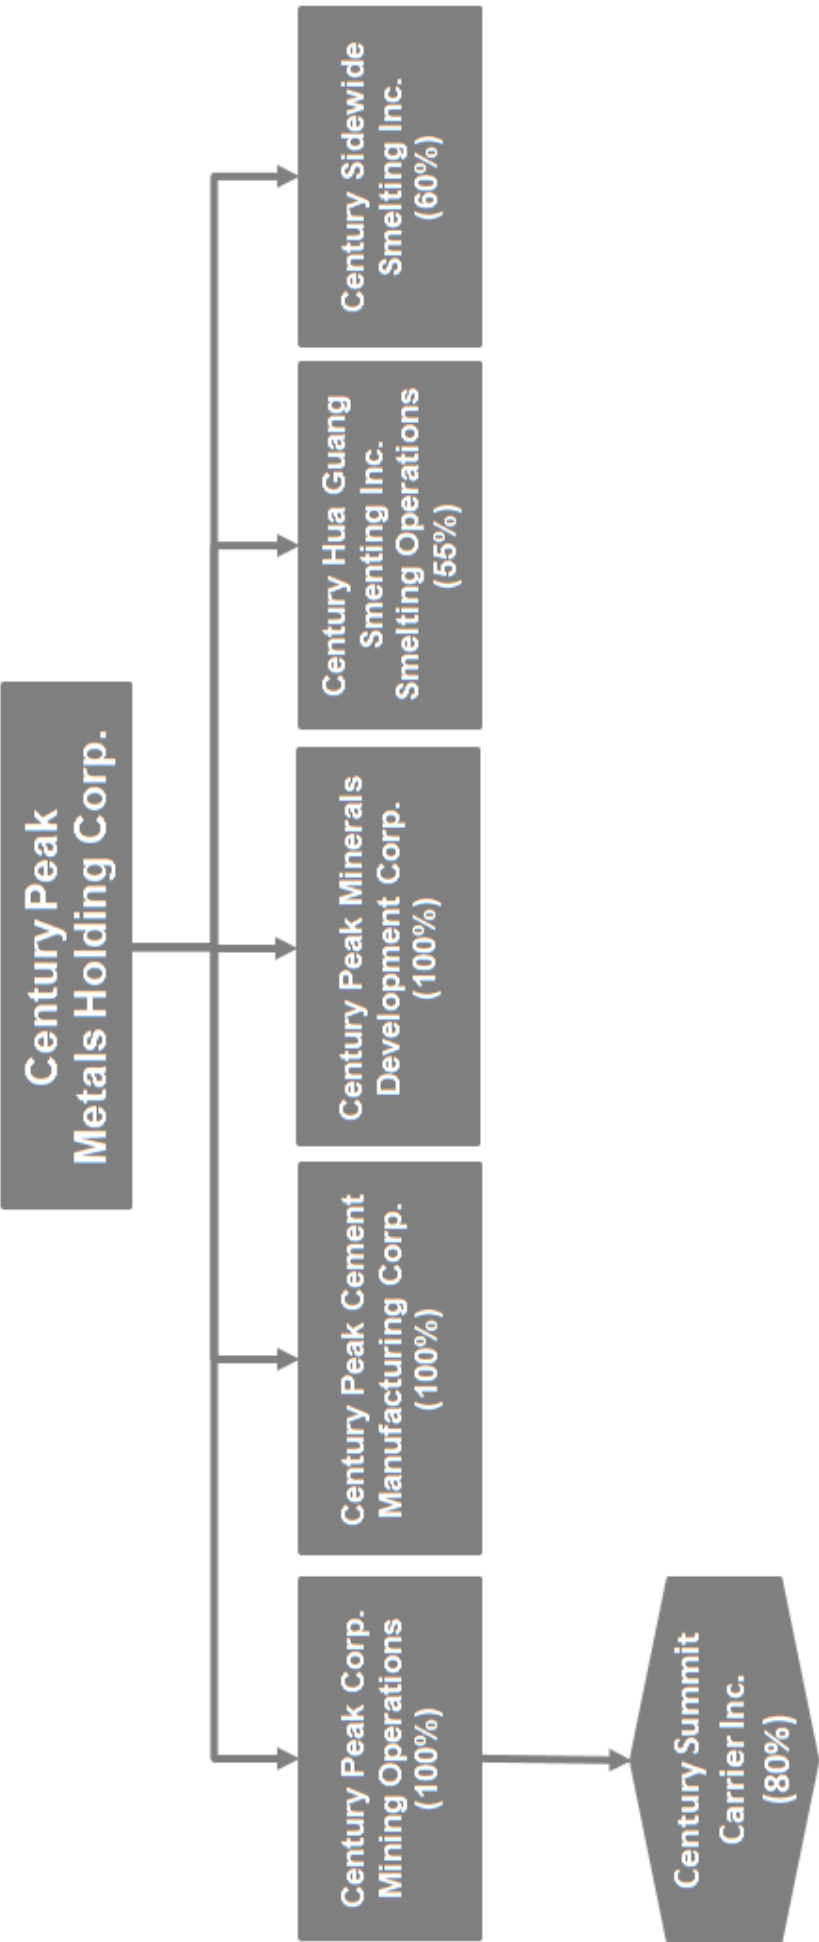 Century Peak
Metals Holding Corp.
Century Peak Corp.
Mining Operations
(100%)
Century Peak Cement
Manufacturing Corp.
(100%)
Century Peak Minerals
Development Corp.
(100%)
Century Hua Guang
Smenting Inc.
Smelting Operations
(55%)
Century Sidewide
Smelting Inc.
(60%)
Century Summit
Carrier Inc.
(80%)